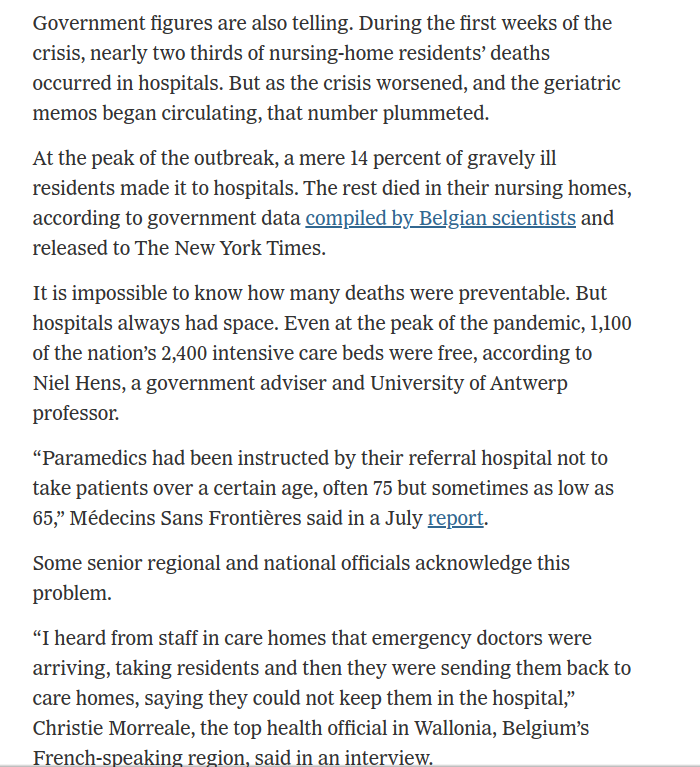 Government figures are also telling. During the first weeks of the
crisis, nearly two thirds of nursing-home residents’ deaths
occurred in hospitals. But as the crisis worsened, and the geriatric
memos began circulating, that number plummeted.
At the peak of the outbreak, a mere 14 percent of gravely ill
residents made it to hospitals. The rest died in their nursing homes,
according to government data compiled by Belgian scientists and
released to The New York Times.
It is impossible to know how many deaths were preventable. But
hospitals always had space. Even at the peak of the pandemic, 1,100
of the nation’s 2,400 intensive care beds were free, according to
Niel Hens, a government adviser and University of Antwerp
professor.
“Paramedics had been instructed by their referral hospital not to
take patients over a certain age, often 75 but sometimes as low as
65,” Médecins Sans Frontières said in a July report.
Some senior regional and national officials acknowledge this
problem.
“I heard from staff in care homes that emergency doctors were
arriving, taking residents and then they were sending them back to
care homes, saying they could not keep them in the hospital,”
Christie Morreale, the top health official in Wallonia, Belgium’s
French-speaking region, said in an interview.